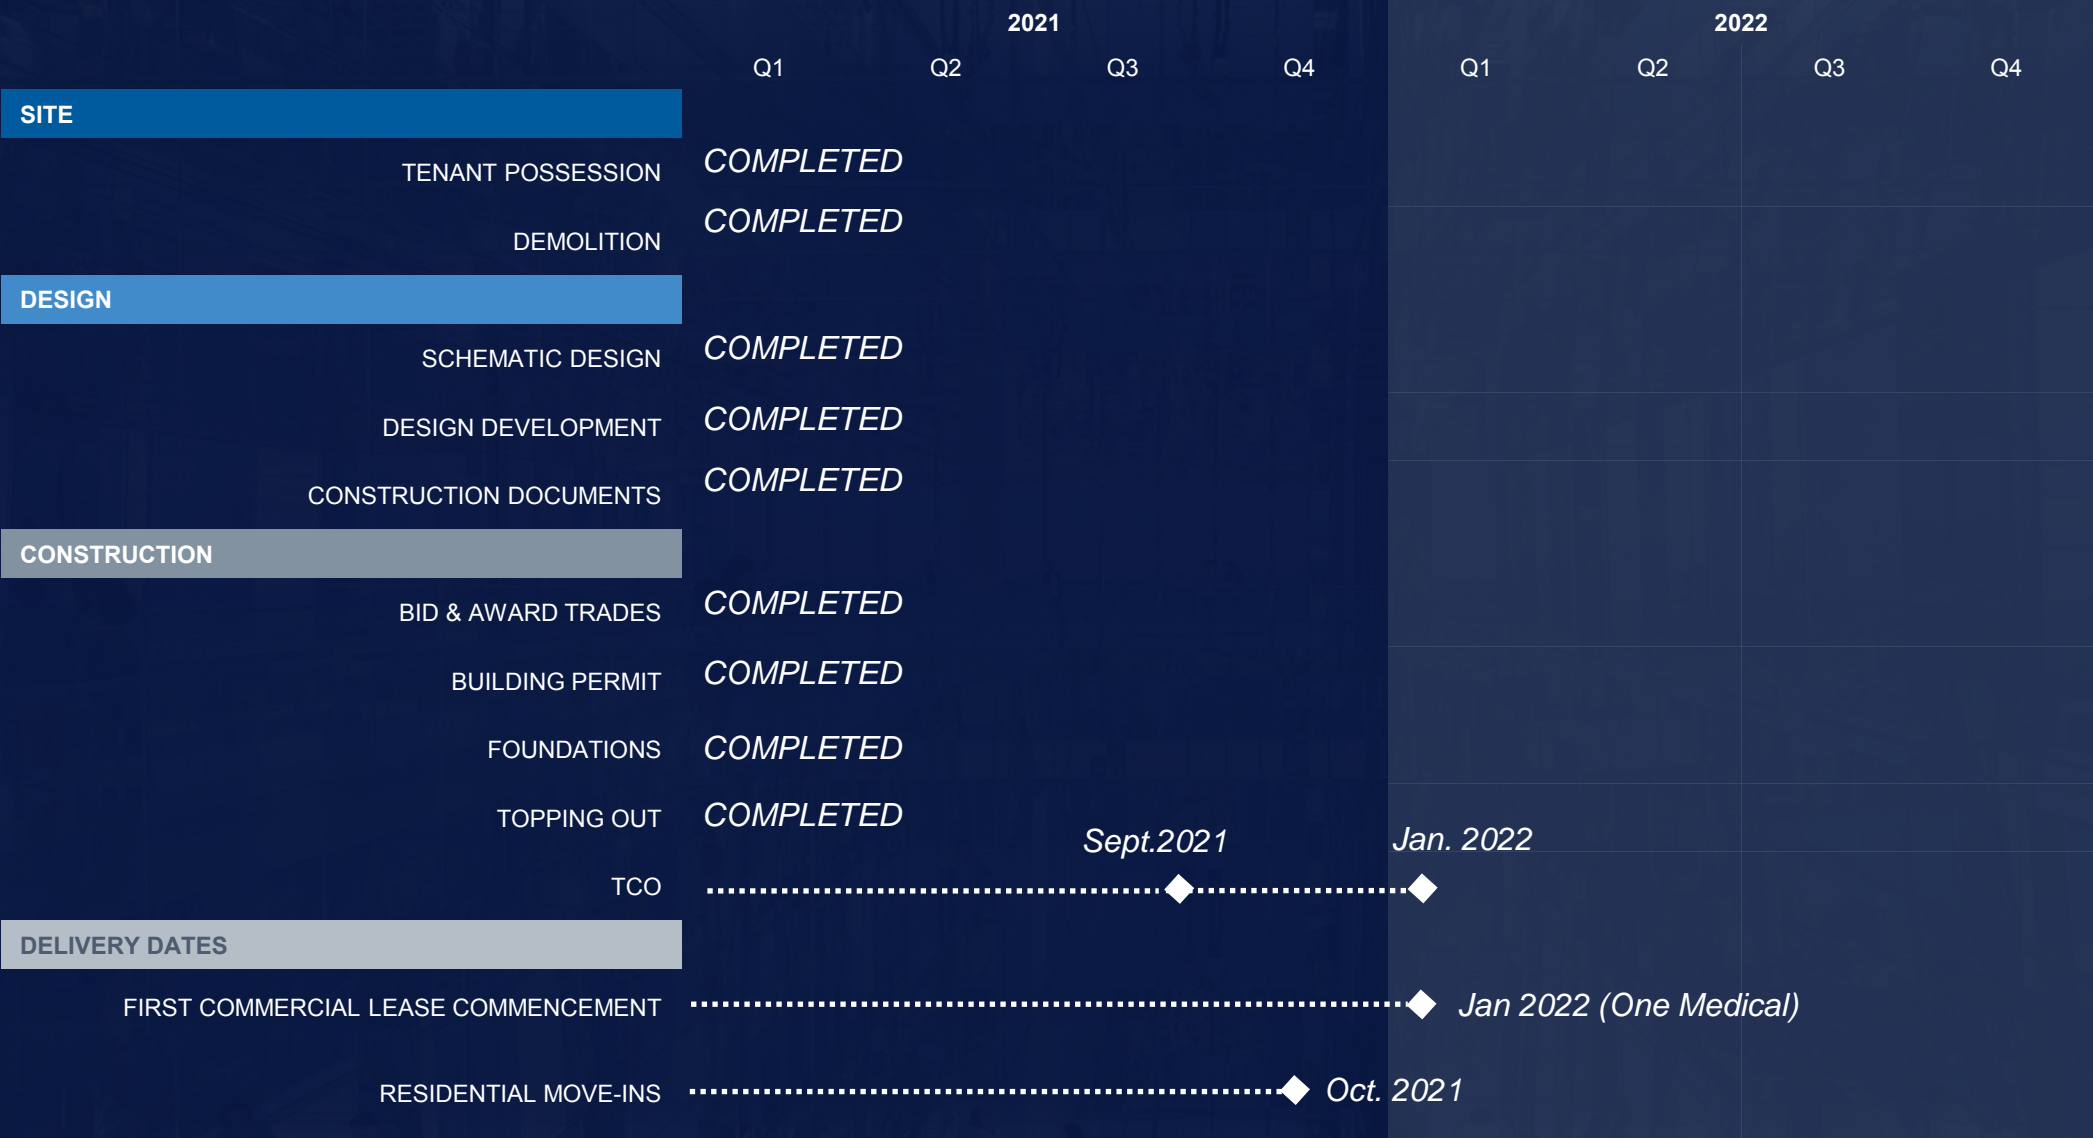 2021 2022
Q1 Q2 Q3 Q4 Q1 Q2 Q3 Q4
SITE
TENANT POSSESSION COMPLETED
DEMOLITION COMPLETED
DESIGN
SCHEMATIC DESIGN COMPLETED
DESIGN DEVELOPMENT COMPLETED
CONSTRUCTION DOCUMENTS COMPLETED
CONSTRUCTION
BID & AWARD TRADES COMPLETED
BUILDING PERMIT COMPLETED
FOUNDATIONS COMPLETED
TOPPING OUT COMPLETED
Sept.2021 Jan. 2022
TCO
DELIVERY DATES
FIRST COMMERCIAL LEASE COMMENCEMENT Jan 2022 (One Medical)
RESIDENTIAL MOVE-INS Oct. 2021